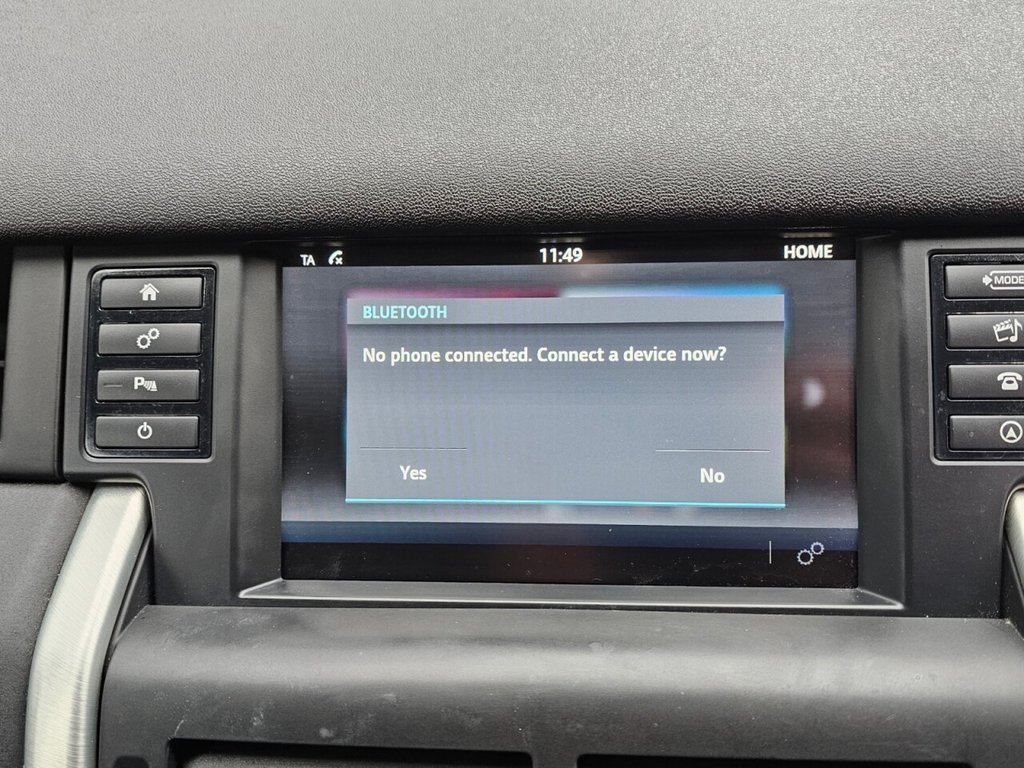 TA 11:49 HOME
BLUETOOTH
No phone connected. Connect a device now?
Yes No
P
MODE